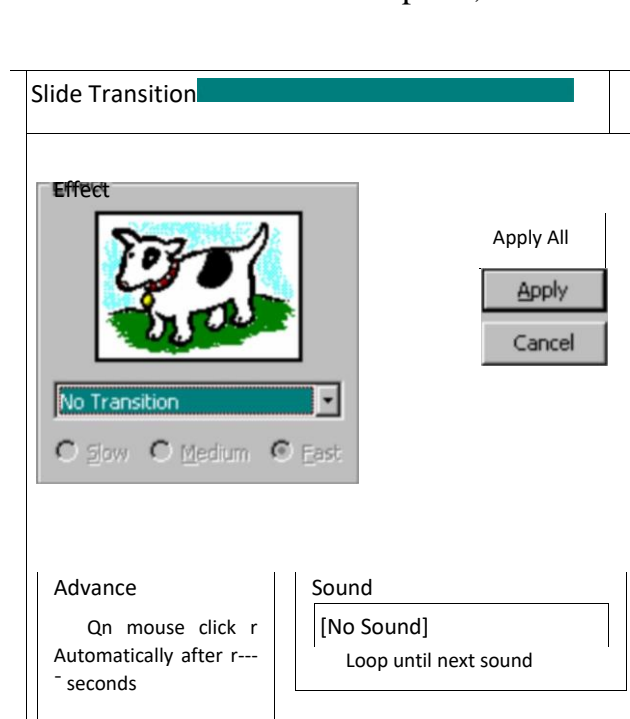 Slide Transition
Effect
Apply All
Apply
Cancel
No Transition
Slow Medium Fast
Advance
Qn mouse click r
Automatically after r---
- seconds
Sound
[No Sound]
Loop until next sound